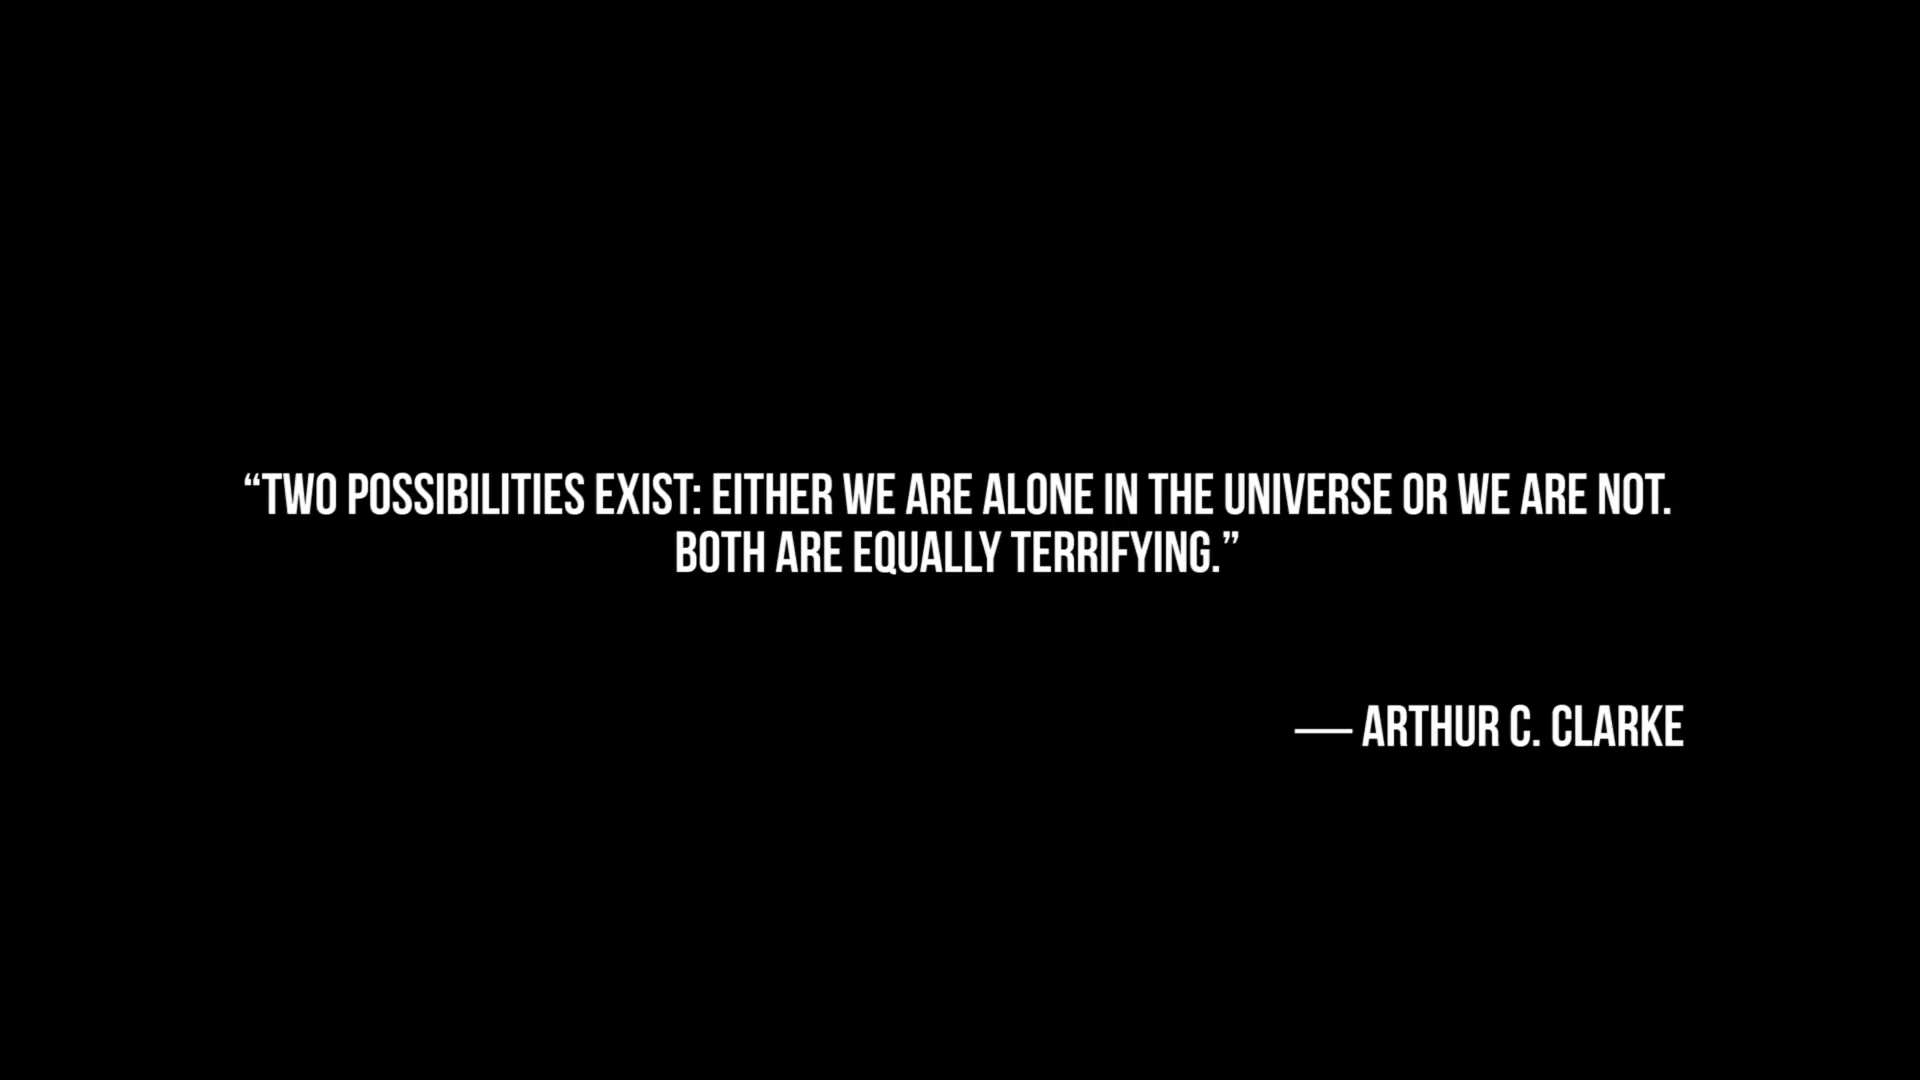 “TWO POSSIBILITIES EXIST: EITHER WE ARE ALONE IN THE UNIVERSE OR WE ARE NOT.
BOTH ARE EQUALLY TERRIFYING.”
— ARTHUR C. CLARKE